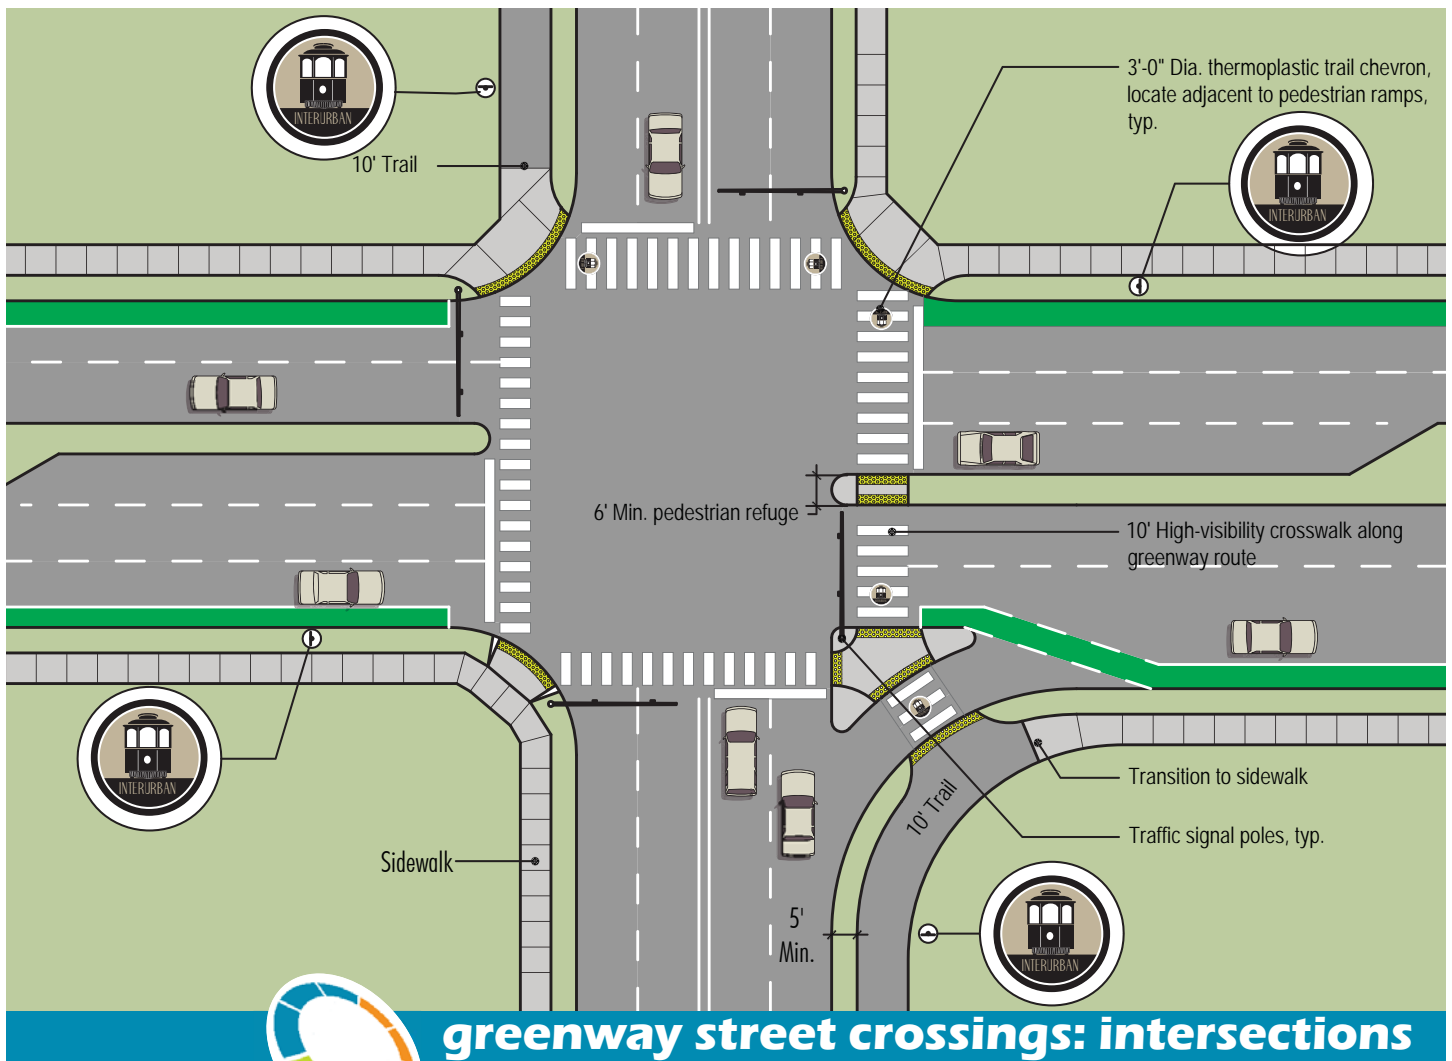 INTERURBAN
10' Trail
3'-0" Dia. thermoplastic trail chevron,
locate adjacent to pedestrian ramps,
typ.
INTERURBAN
6' Min. pedestrian refuge
10' High-visibility crosswalk along
greenway route
INTERURBAN
Transition to sidewalk
10' Trail
Traffic signal poles, typ.
Sidewalk
5'
Min.
INTERURBAN
greenway street crossings: intersections